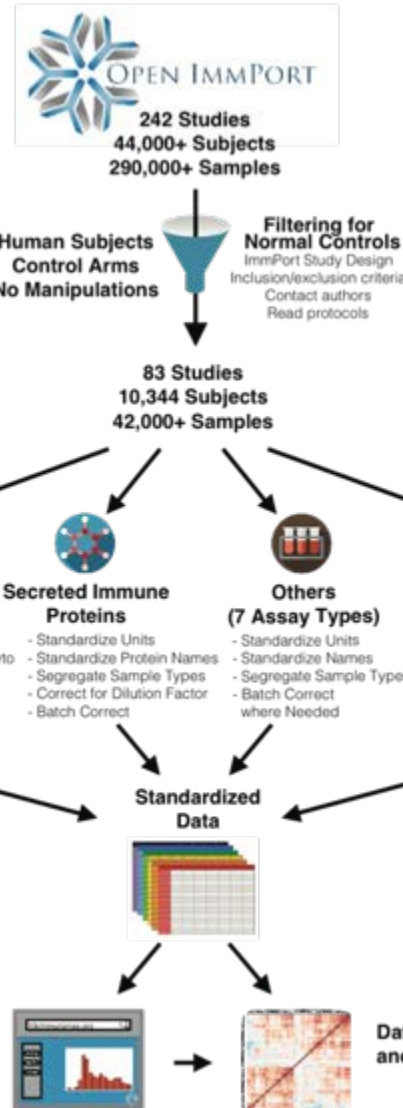 OPEN IMMPORT
242 Studies
44,000+ Subjects
290,000+ Samples
Human Subjects
Control Arms
No Manipulations
Filtering for
Normal Controls
ImmPort Study Design
Inclusion/exclusion criteria
Contact authors
Read protocols
83 Studies
10,344 Subjects
42,000+ Samples
Secreted Immune
Proteins
- Standardize Units
- Standardize Protein Names
- Segregate Sample Types
- Correct for Dilution Factor
- Batch Correct
Others
(7 Assay Types)
- Standardize Units
- Standardize Names
- Segregate Sample Type
- Batch Correct
where Needed
Standardized
Data